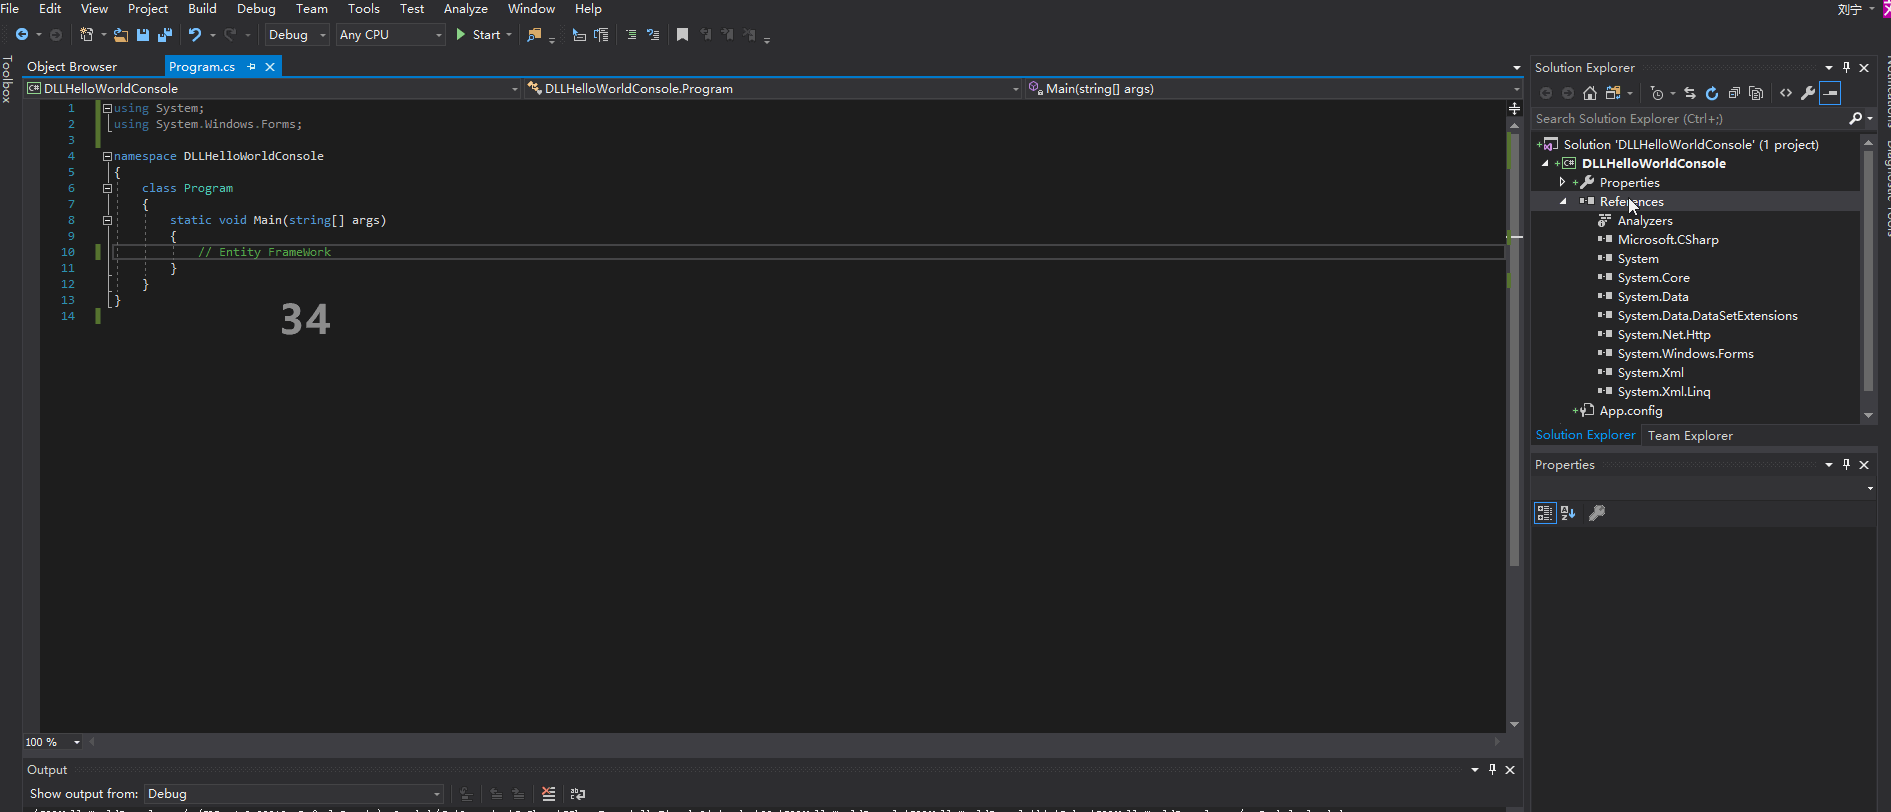 File Edit View Project Build Debug Team Tools Test Analyze Window Help
刘宁
Debug Any CPU Start
Toolbox
Object Browser Program.cs
DLLHelloWorldConsole DLLHelloWorldConsole.Program Main(string[] args)
1 using System;
2 using System.Windows.Forms;
3
4 namespace DLLHelloWorldConsole
5 {
6 class Program
7 {
8 static void Main(string[] args)
9 {
10 // Entity FrameWork
11 }
12 }
13 }
14
34
100 %
Output
Show output from: Debug
Solution Explorer
Search Solution Explorer (Ctrl+;)
Solution 'DLLHelloWorldConsole' (1 project)
DLLHelloWorldConsole
Properties
References
Analyzers
Microsoft.CSharp
System
System.Core
System.Data
System.Data.DataSetExtensions
System.Net.Http
System.Windows.Forms
System.Xml
System.Xml.Linq
App.config
Solution Explorer Team Explorer
Properties